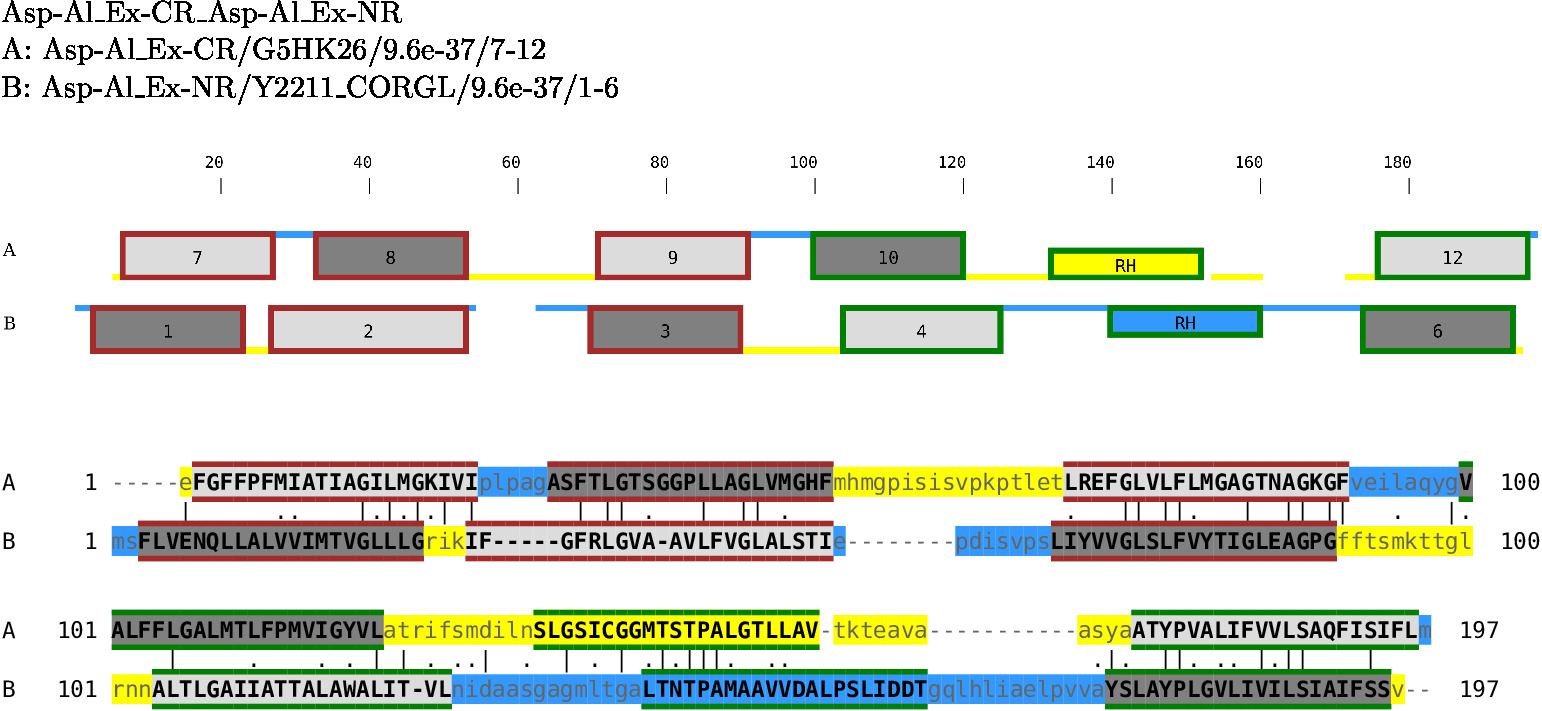 Asp-Al_Ex-CR_Asp-Al_Ex-NR
A: Asp-Al_Ex-CR/G5HK26/9.6e-37/7-12
B: Asp-Al_Ex-NR/Y2211_CORGL/9.6e-37/1-6
20 40 60 80 100 120 140 160 180
A 7 8 9 10 RH 12
B 1 2 3 4 RH 6
A 1 -----eFGFFPFMIATIAGILMGKIVIplpagASFTLGTSGGPLLAGLVMGHFmhmgpisisvpkptletLREFGLVLFLMGAGTNAGKGFveilaqygV 100
B 1 msFLVENQLLALVVIMTVGLLLGrikIF-----GFRLGVA-AVLFVGLALSTIe--------pdisvpsLIYVVGLSLFVYTIGLEAGPGfftsmkttgl 100
A 101 ALFFLGALMTLFPMVIGYVLatrifsmdilnSLGSICGGMTSTPALGTLLAV-tkteava-----------asyaATYPVALIFVVLSAQFISIFLm 197
B 101 rnnALTLGAIIATTALAWALIT-VLnidaasgagmltgaLTNTPAMAAVVDALPSLIDDTgqlhliaelpvvaYSLAYPLGVLIVILSIAIFSSv-- 197